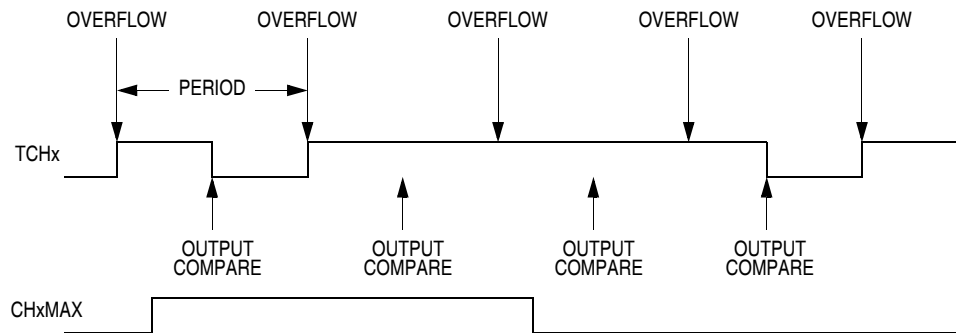 OVERFLOW OVERFLOW OVERFLOW OVERFLOW OVERFLOW
PERIOD
TCHx
OUTPUT COMPARE
OUTPUT COMPARE
OUTPUT COMPARE
OUTPUT COMPARE
CHxMAX